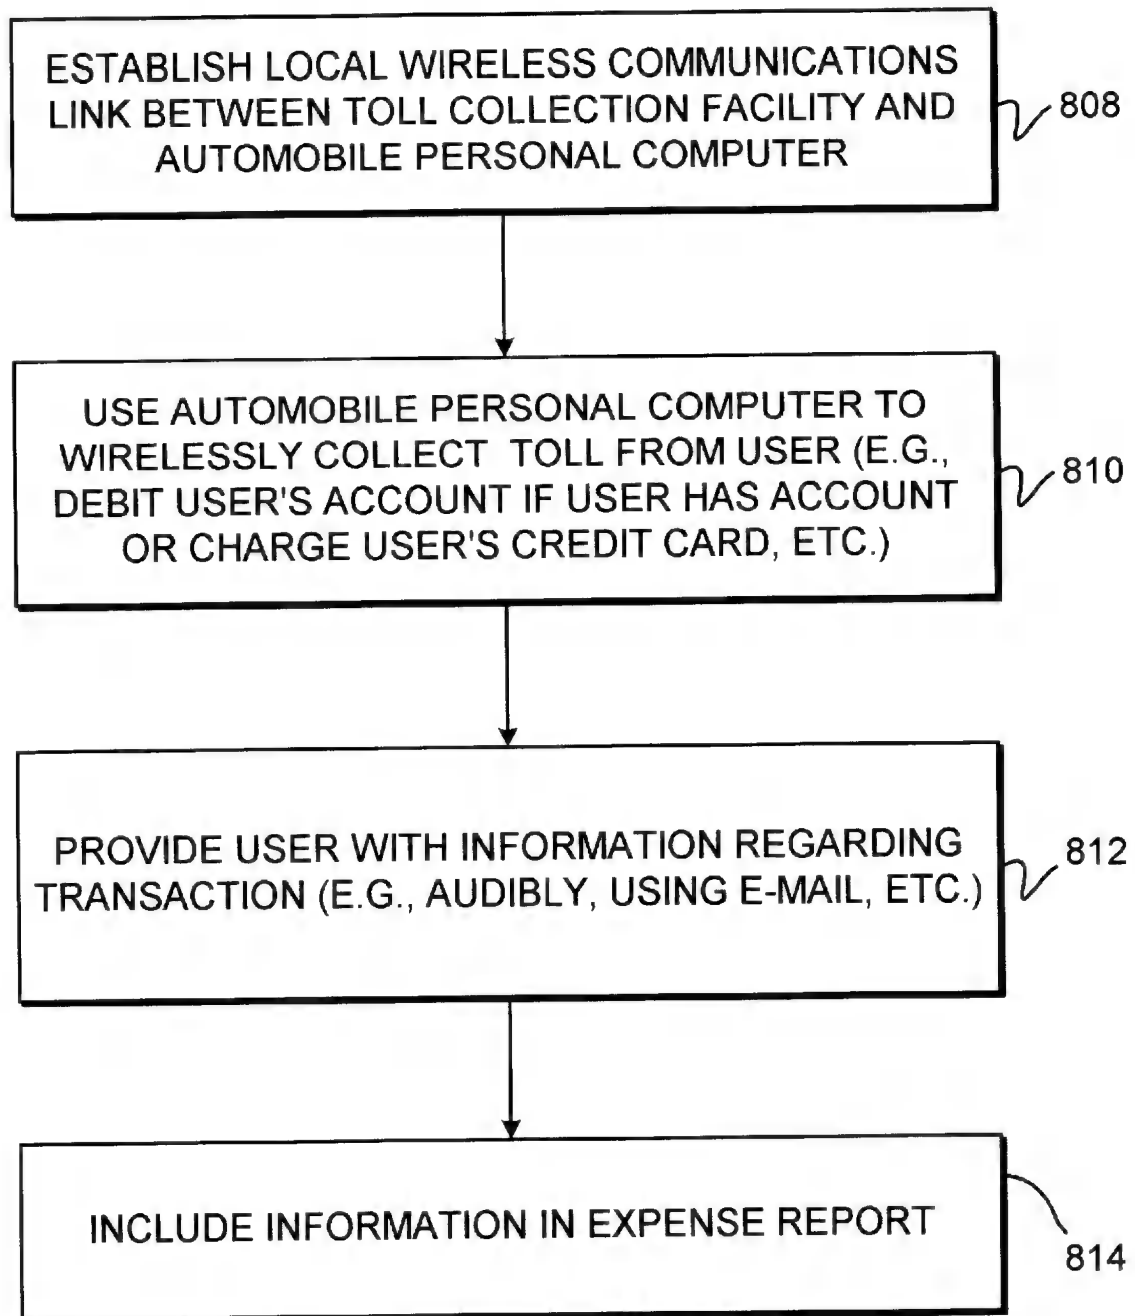 ESTABLISH LOCAL WIRELESS COMMUNICATIONS
LINK BETWEEN TOLL COLLECTION FACILITY AND
AUTOMOBILE PERSONAL COMPUTER
808
USE AUTOMOBILE PERSONAL COMPUTER TO
WIRELESSLY COLLECT TOLL FROM USER (E.G.,
DEBIT USER'S ACCOUNT IF USER HAS ACCOUNT
OR CHARGE USER'S CREDIT CARD, ETC.)
810
PROVIDE USER WITH INFORMATION REGARDING
TRANSACTION (E.G., AUDIBLY, USING E-MAIL, ETC.)
812
INCLUDE INFORMATION IN EXPENSE REPORT
814